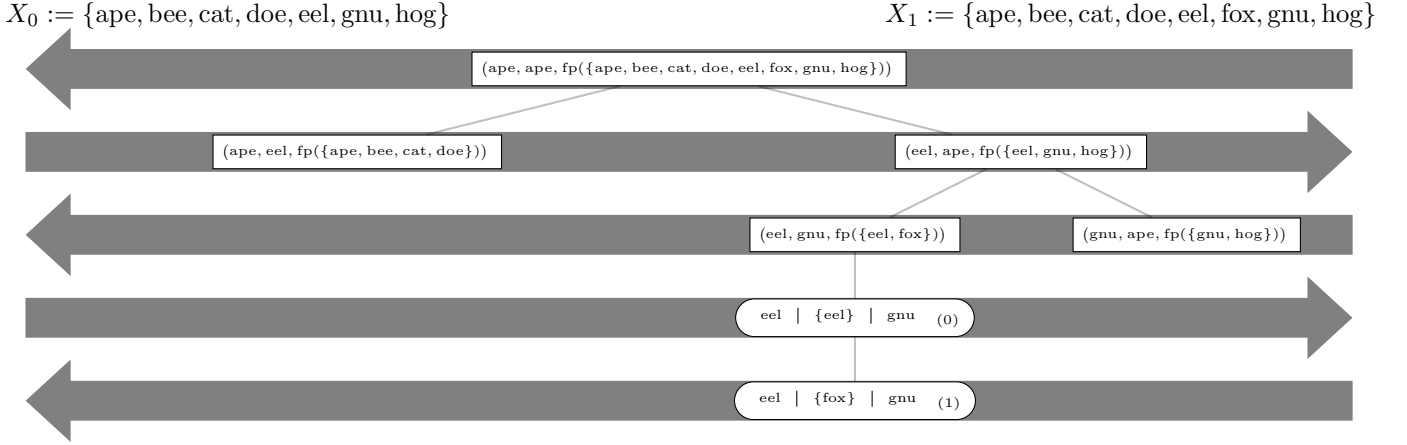 X₀ := {ape, bee, cat, doe, eel, gnu, hog} X₁ := {ape, bee, cat, doe, eel, fox, gnu, hog}
(ape, ape, fp({ape, bee, cat, doe, eel, fox, gnu, hog}))
(ape, eel, fp({ape, bee, cat, doe})) (eel, ape, fp({eel, gnu, hog}))
(eel, gnu, fp({eel, fox})) (gnu, ape, fp({gnu, hog}))
eel | {eel} | gnu (0)
eel | {fox} | gnu (1)